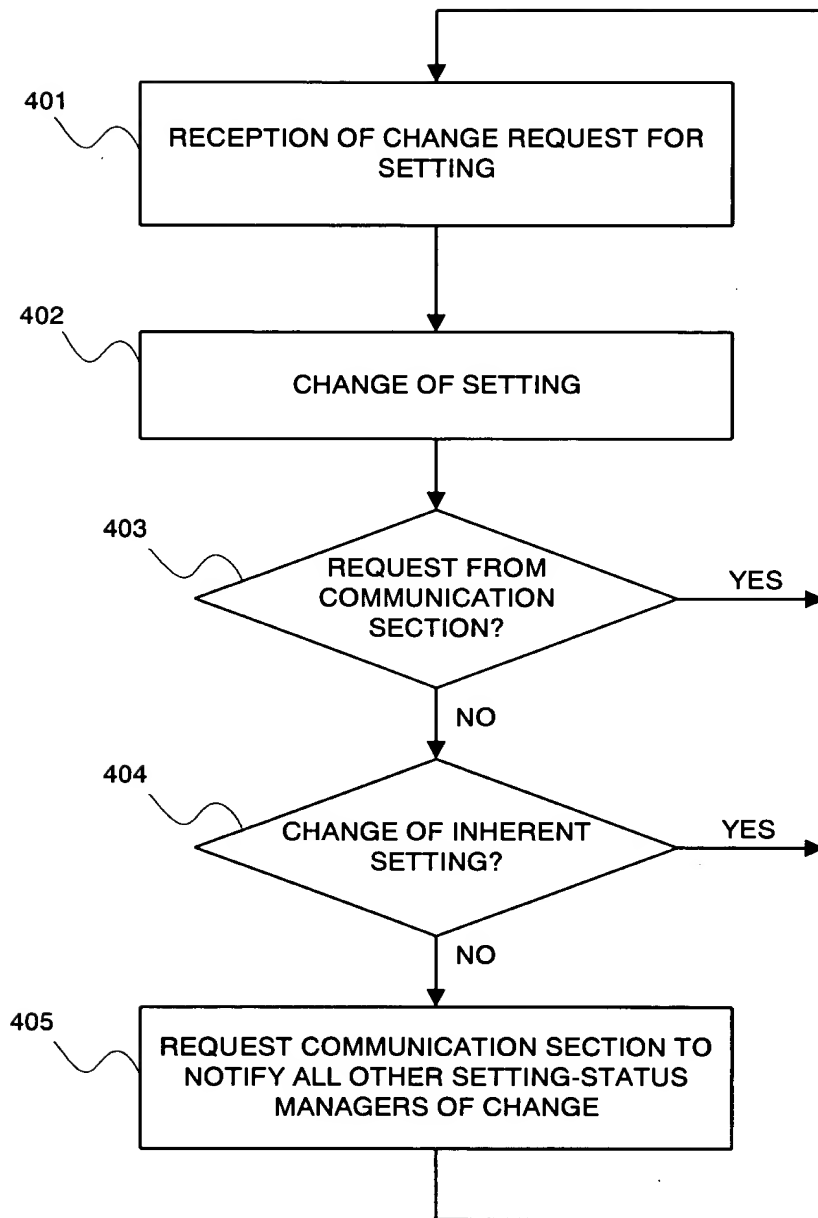 401
RECEPTION OF CHANGE REQUEST FOR
SETTING
402
CHANGE OF SETTING
403
REQUEST FROM
COMMUNICATION
SECTION?
YES
NO
404
CHANGE OF INHERENT
SETTING?
YES
NO
405
REQUEST COMMUNICATION SECTION TO
NOTIFY ALL OTHER SETTING-STATUS
MANAGERS OF CHANGE